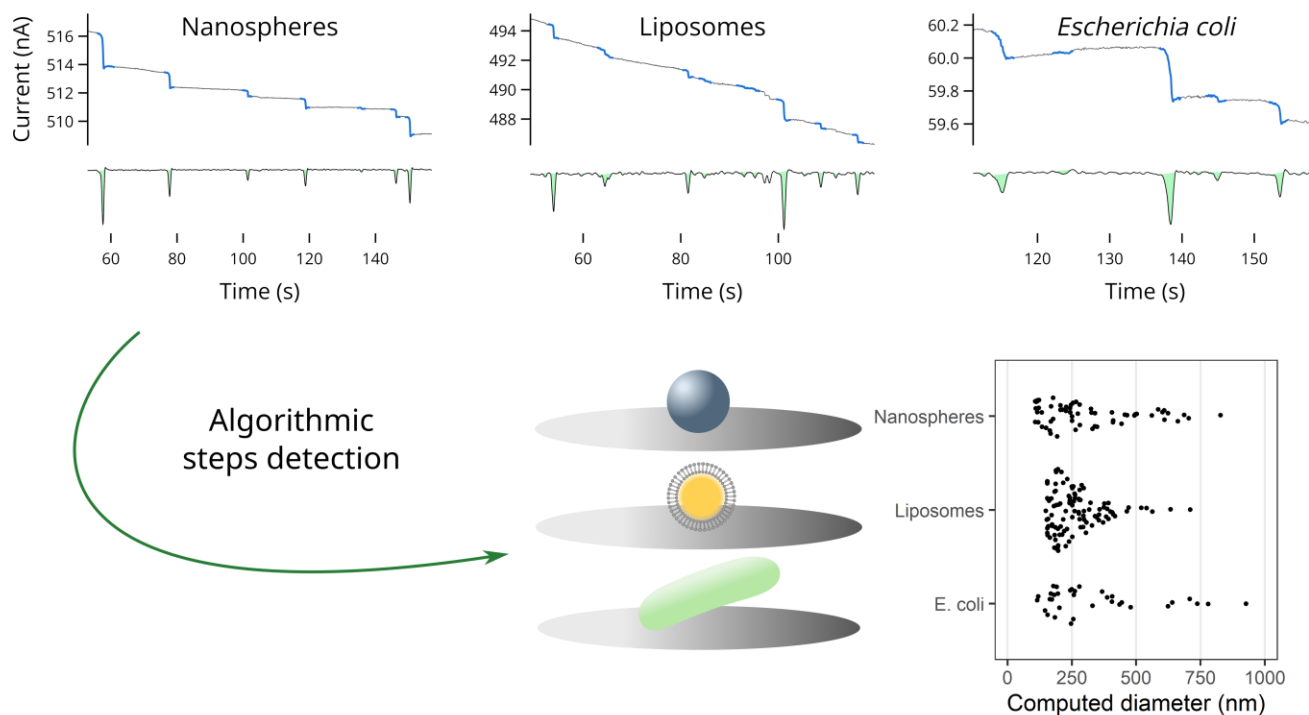 Nanospheres
Current (nA)
516
514
512
510
60 80 100 120 140
Time (s)
Liposomes
494
492
490
488
60 80 100
Time (s)
Escherichia coli
60.2
60.0
59.8
59.6
120 130 140 150
Time (s)
Algorithmic
steps detection
Nanospheres
Liposomes
E. coli
0 250 500 750 1000
Computed diameter (nm)